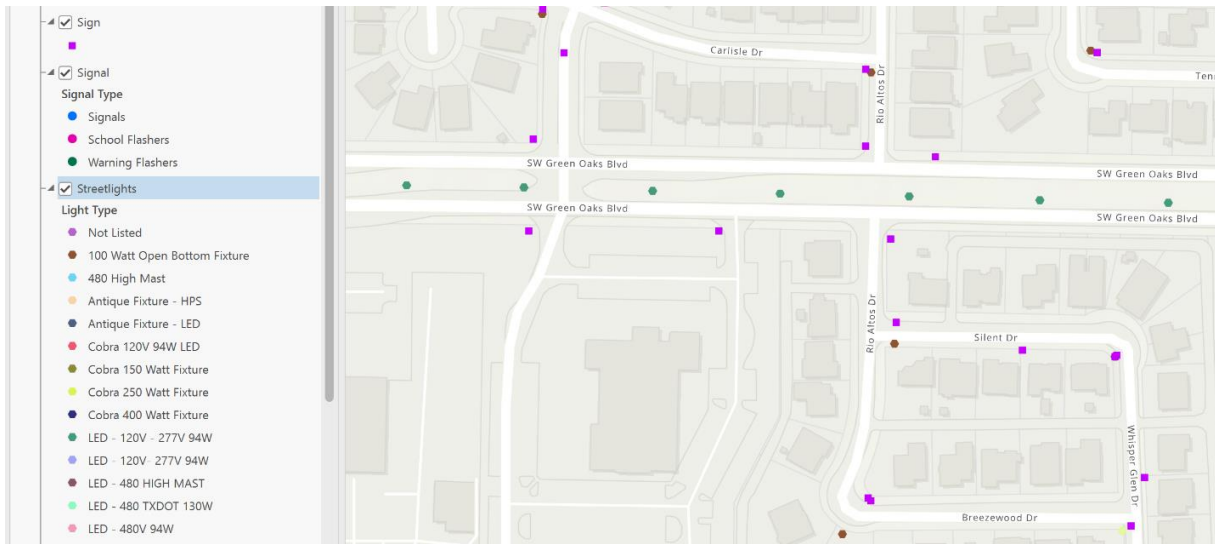 Sign
Signal
Signal Type
Signals
School Flashers
Warning Flashers
Streetlights
Light Type
Not Listed
100 Watt Open Bottom Fixture
480 High Mast
Antique Fixture - HPS
Antique Fixture - LED
Cobra 120V 94W LED
Cobra 150 Watt Fixture
Cobra 250 Watt Fixture
Cobra 400 Watt Fixture
LED - 120V - 277V 94W
LED - 120V- 277V 94W
LED - 480 HIGH MAST
LED - 480 TXDOT 130W
LED - 480V 94W
Carlisle Dr
Rio Altos Dr
Ten
SW Green Oaks Blvd
SW Green Oaks Blvd
SW Green Oaks Blvd
SW Green Oaks Blvd
Rio Altos Dr
Silent Dr
Whisper Glen Dr
Breezewood Dr